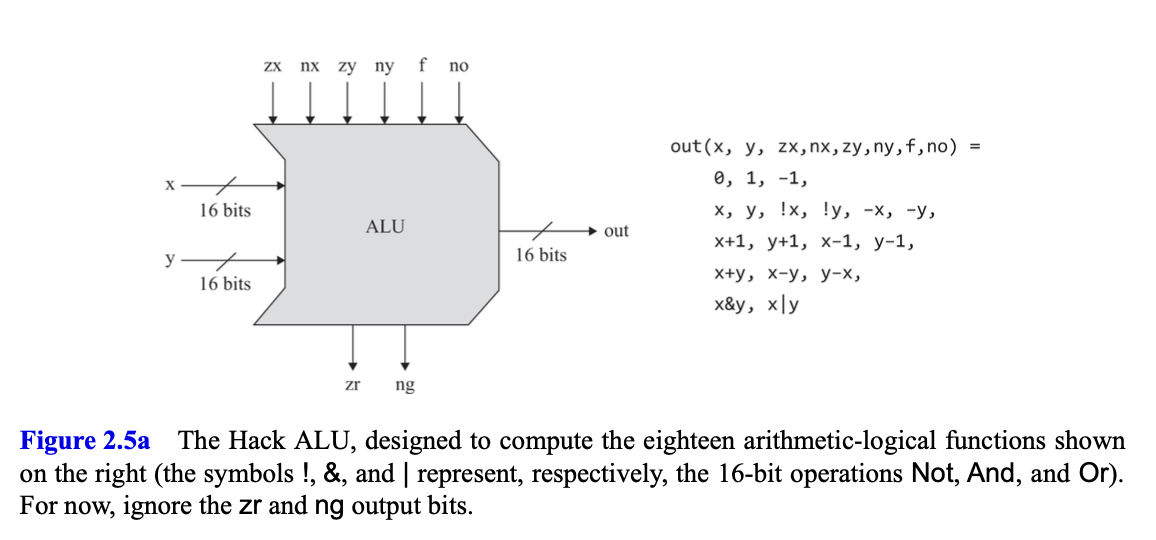 zx nx zy ny f no
out(x, y, zx,nx,zy,ny,f,no) =
0, 1, -1,
x
16 bits
x, y, !x, !y, -x, -y,
ALU
out
x+1, y+1, x-1, y-1,
y
16 bits
16 bits
x+y, x-y, y-x,
x&y, x|y
zr ng
Figure 2.5a The Hack ALU, designed to compute the eighteen arithmetic-logical functions shown
on the right (the symbols !, &, and | represent, respectively, the 16-bit operations Not, And, and Or).
For now, ignore the zr and ng output bits.